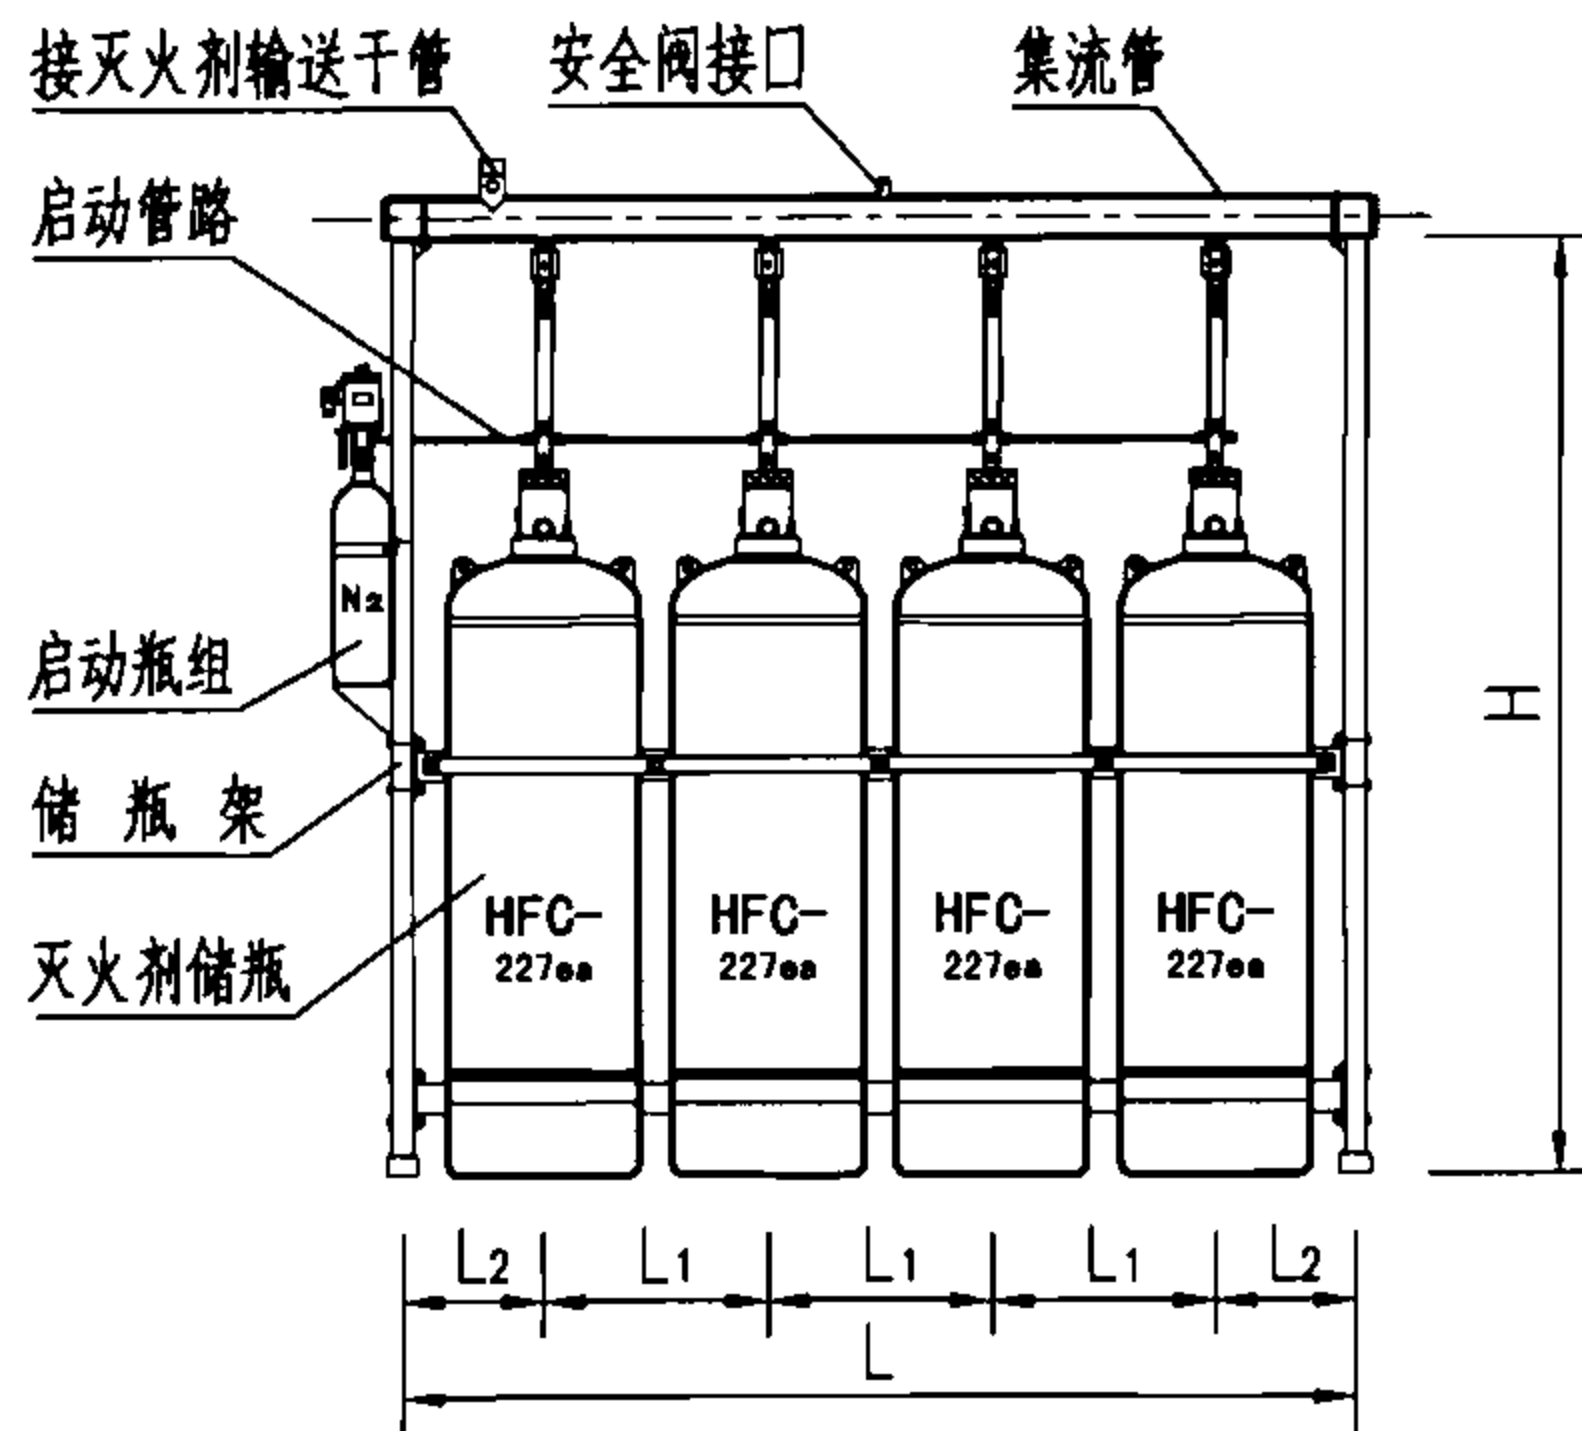 接灭火剂输送干管
安全阀接口
集流管
启动管路
N2
启动瓶组
H
储瓶架
HFC-
227ea
HFC-
227ea
HFC-
227ea
HFC-
227ea
灭火剂储瓶
L2
L1
L1
L1
L2
L